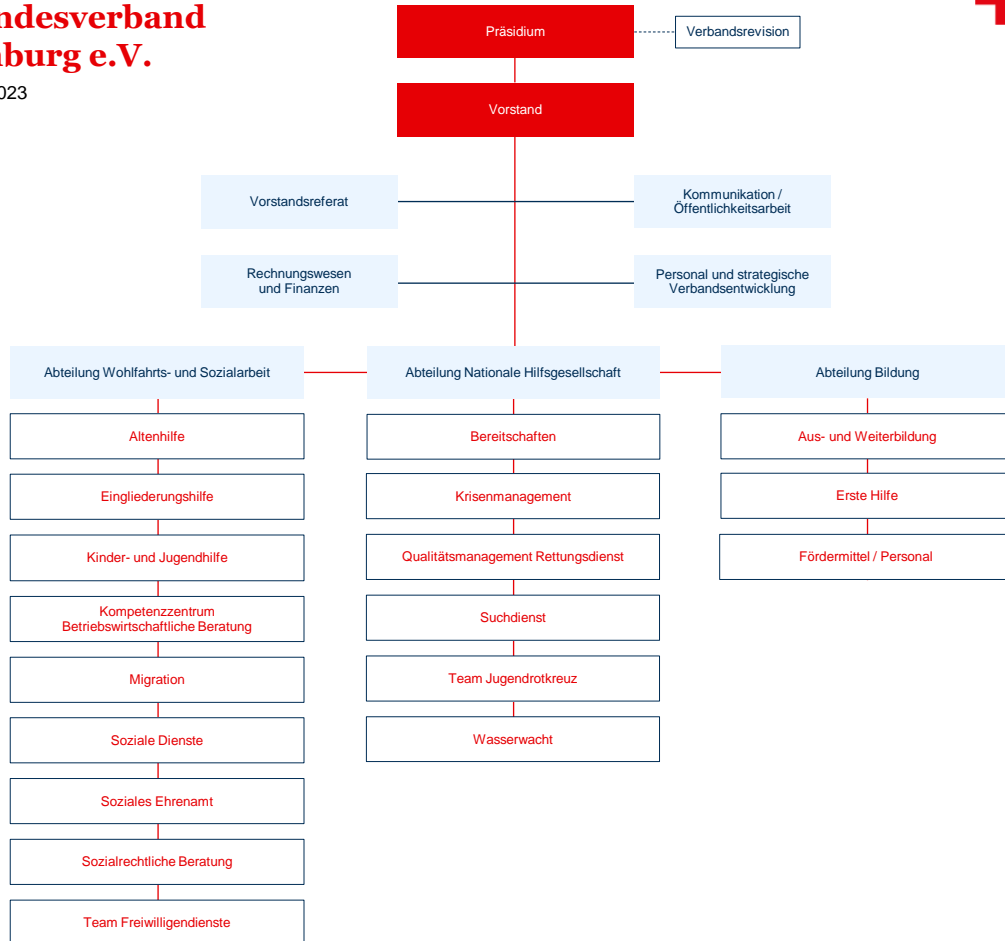 ndesverband
burg e.V.
023
Präsidium
Verbandsrevision
Vorstand
Vorstandsreferat
Kommunikation /
Öffentlichkeitsarbeit
Rechnungswesen
und Finanzen
Personal und strategische
Verbandsentwicklung
Abteilung Wohlfahrts- und Sozialarbeit
Abteilung Nationale Hilfsgesellschaft
Abteilung Bildung
Altenhilfe
Eingliederungshilfe
Kinder- und Jugendhilfe
Kompetenzzentrum
Betriebswirtschaftliche Beratung
Migration
Soziale Dienste
Soziales Ehrenamt
Sozialrechtliche Beratung
Team Freiwilligendienste
Bereitschaften
Krisenmanagement
Qualitätsmanagement Rettungsdienst
Suchdienst
Team Jugendrotkreuz
Wasserwacht
Aus- und Weiterbildung
Erste Hilfe
Fördermittel / Personal